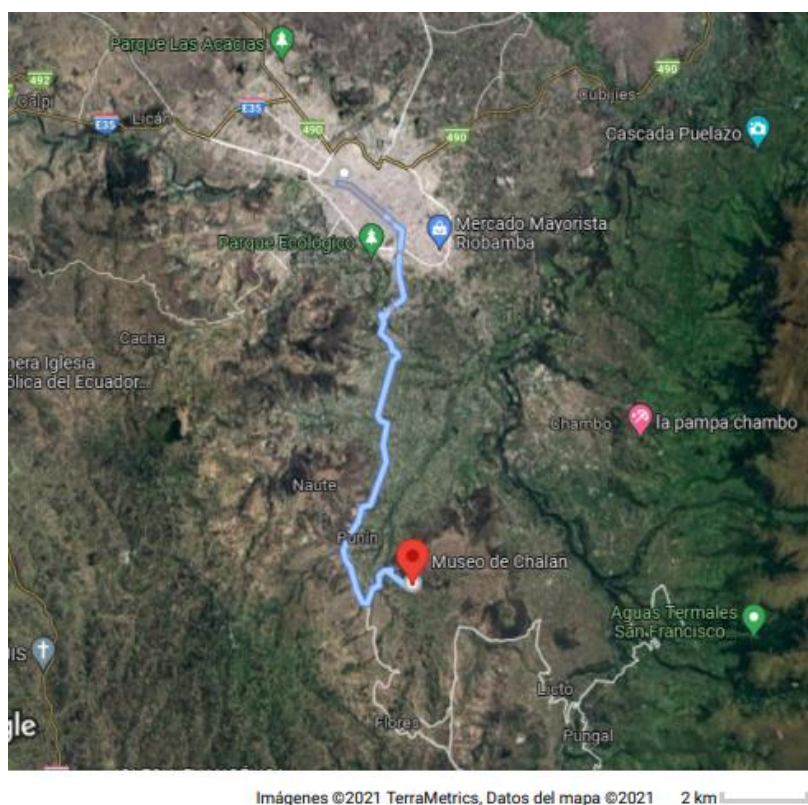 Parque Las Acacias
490
492
Calpi
Licán
E35
E35
490
490
Cubijíes
Cascada Puelazo
Mercado Mayorista
Riobamba
Parque Ecológico
Cacha
nera Iglesia
ólica del Ecuador...
Chambo
la pampa chambo
Naute
Punín
Museo de Chalán
Aguas Termales
San Francisco...
IS
Licto
Flores
Pungal
gle
Imágenes ©2021 TerraMetrics, Datos del mapa ©2021 2 km